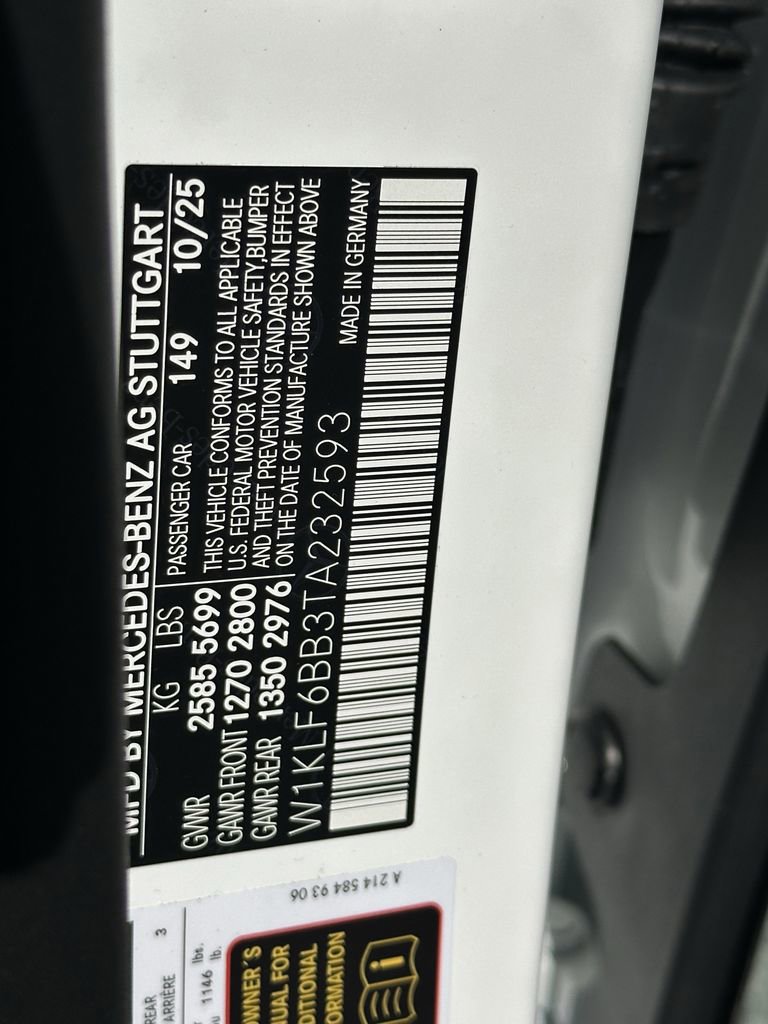 MFD BY MERCEDES-BENZ AG STUTTGART
KG LBS PASSENGER CAR 149 10/25
GVWR 2585 5699
GAWR FRONT 1270 2800
GAWR REAR 1350 2976
THIS VEHICLE CONFORMS TO ALL APPLICABLE
U.S. FEDERAL MOTOR VEHICLE SAFETY,BUMPER
AND THEFT PREVENTION STANDARDS IN EFFECT
ON THE DATE OF MANUFACTURE SHOWN ABOVE
W1KLF6BB3TA232593
MADE IN GERMANY
A 214 584 93 06
REAR
ARRIÈRE 3
1146 lb.
lbs.
OWNER'S
FOR